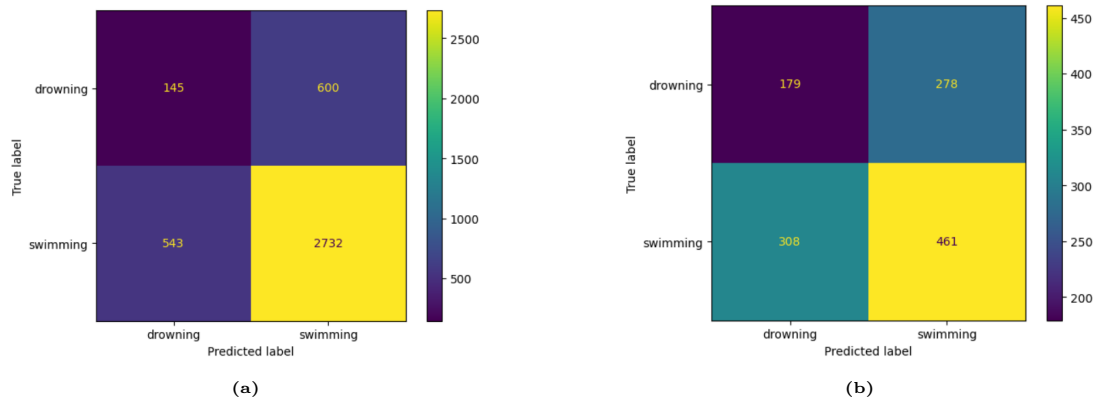 drowning
145
600
True label
swimming
543
2732
drowning
swimming
Predicted label
2500
2000
1500
1000
500
(a)
drowning
179
278
True label
swimming
308
461
drowning
swimming
Predicted label
450
400
350
300
250
200
(b)